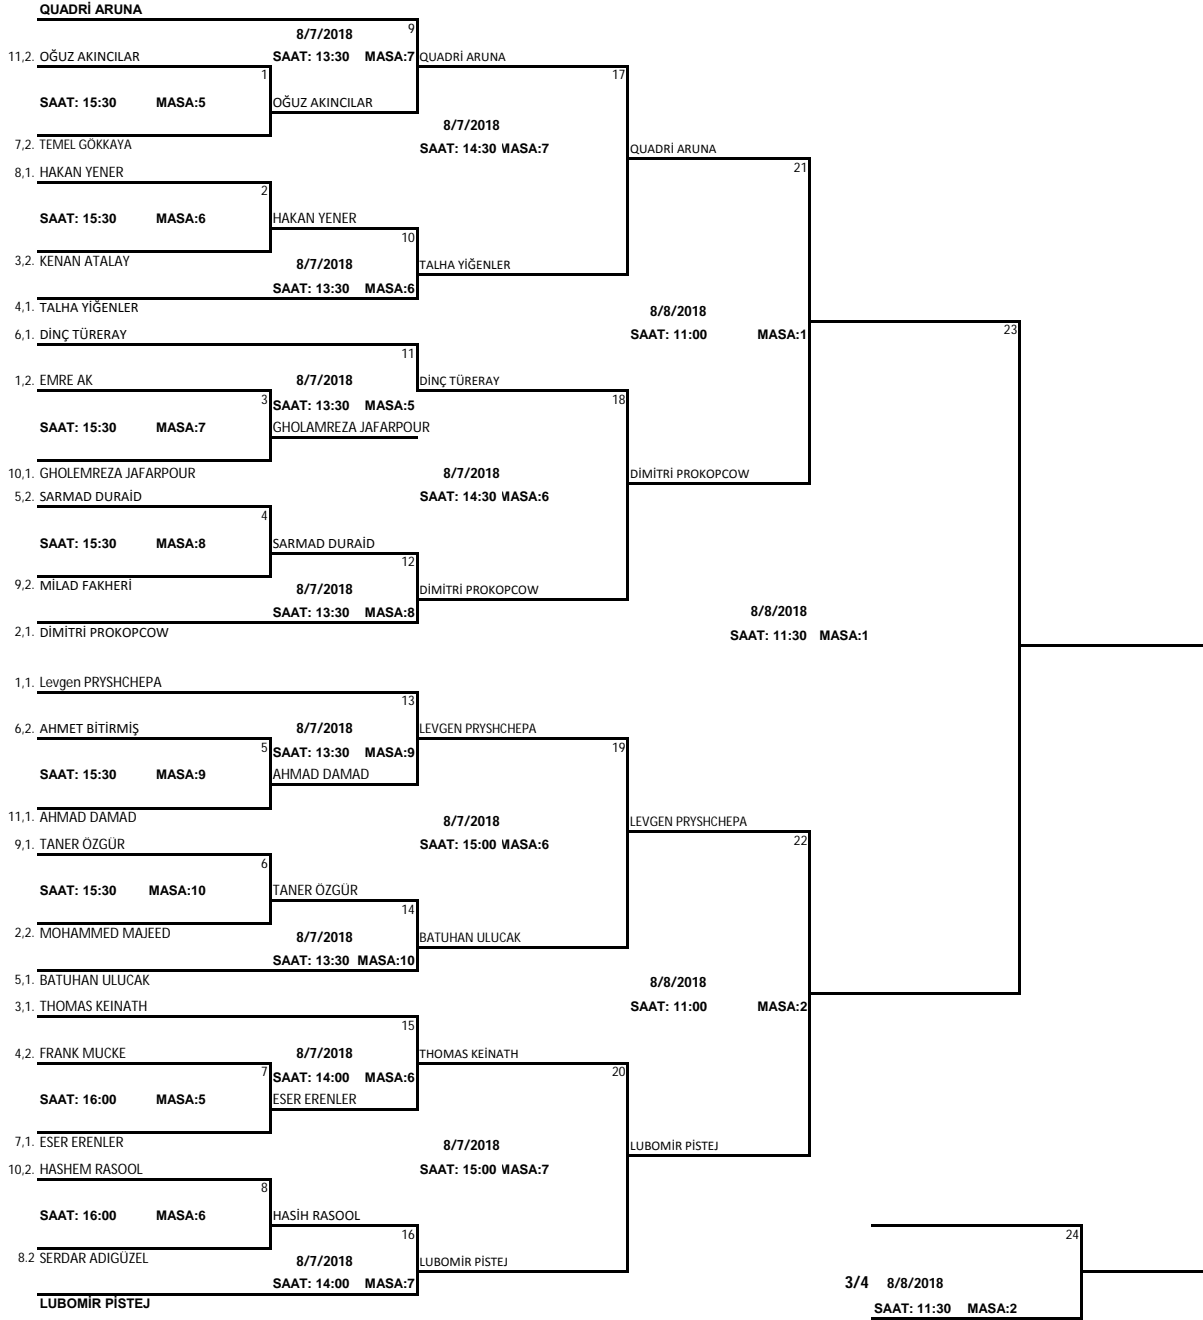 QUADRİ ARUNA
8/7/2018 9
11,2. OĞUZ AKINCILAR SAAT: 13:30 MASA:7 QUADRİ ARUNA
1 17
SAAT: 15:30 MASA:5 OĞUZ AKINCILAR
8/7/2018
7,2. TEMEL GÖKKAYA SAAT: 14:30 MASA:7 QUADRİ ARUNA
8,1. HAKAN YENER 21
2
SAAT: 15:30 MASA:6 HAKAN YENER
10
3,2. KENAN ATALAY 8/7/2018 TALHA YİĞENLER
SAAT: 13:30 MASA:6
4,1. TALHA YİĞENLER 8/8/2018
6,1. DİNÇ TÜRERAY SAAT: 11:00 MASA:1 23
11
1,2. EMRE AK 8/7/2018 DİNÇ TÜRERAY
3 SAAT: 13:30 MASA:5 18
SAAT: 15:30 MASA:7 GHOLAMREZA JAFARPOUR
10,1. GHOLEMREZA JAFARPOUR 8/7/2018 DİMİTRİ PROKOPCOW
5,2. SARMAD DURAİD SAAT: 14:30 MASA:6
4
SAAT: 15:30 MASA:8 SARMAD DURAİD
12
9,2. MİLAD FAKHERİ 8/7/2018 DİMİTRİ PROKOPCOW
SAAT: 13:30 MASA:8 8/8/2018
2,1. DİMİTRİ PROKOPCOW SAAT: 11:30 MASA:1
1,1. Levgen PRYSHCHEPA
13
6,2. AHMET BİTİRMİŞ 8/7/2018 LEVGEN PRYSHCHEPA
5 SAAT: 13:30 MASA:9 19
SAAT: 15:30 MASA:9 AHMAD DAMAD
11,1. AHMAD DAMAD 8/7/2018 LEVGEN PRYSHCHEPA
9,1. TANER ÖZGÜR SAAT: 15:00 MASA:6 22
6
SAAT: 15:30 MASA:10 TANER ÖZGÜR
14
2,2. MOHAMMED MAJEED 8/7/2018 BATUHAN ULUCAK
SAAT: 13:30 MASA:10
5,1. BATUHAN ULUCAK 8/8/2018
3,1. THOMAS KEINATH SAAT: 11:00 MASA:2
15
4,2. FRANK MUCKE 8/7/2018 THOMAS KEİNATH
7 SAAT: 14:00 MASA:6 20
SAAT: 16:00 MASA:5 ESER ERENLER
7,1. ESER ERENLER 8/7/2018 LUBOMİR PİSTEJ
10,2. HASHEM RASOOL SAAT: 15:00 MASA:7
8
SAAT: 16:00 MASA:6 HASİH RASOOL
16 24
8.2 SERDAR ADIGÜZEL 8/7/2018 LUBOMİR PİSTEJ
SAAT: 14:00 MASA:7 3/4 8/8/2018
LUBOMİR PİSTEJ SAAT: 11:30 MASA:2